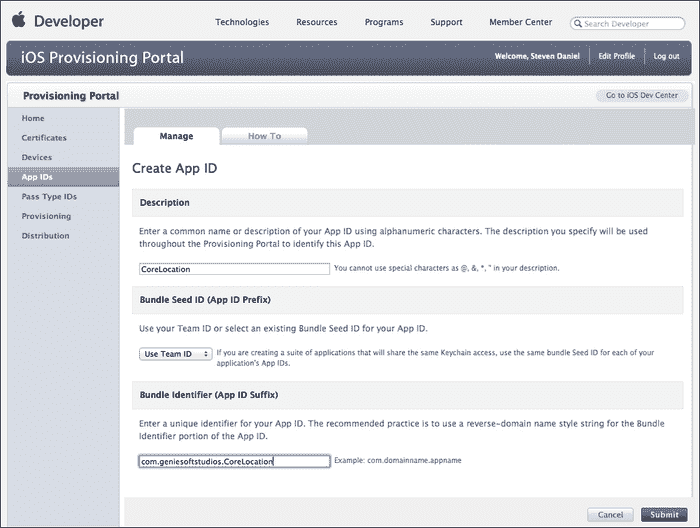 Developer
Technologies
Resources
Programs
Support
Member Center
Search Developer
iOS Provisioning Portal
Welcome, Steven Daniel
Edit Profile
Log out
Provisioning Portal
Go to iOS Dev Center
Home
Certificates
Devices
App IDs
Pass Type IDs
Provisioning
Distribution
Manage
How To
Create App ID
Description
Enter a common name or description of your App ID using alphanumeric characters. The description you specify will be used
throughout the Provisioning Portal to identify this App ID.
CoreLocation
You cannot use special characters as @, &, *, " in your description.
Bundle Seed ID (App ID Prefix)
Use your Team ID or select an existing Bundle Seed ID for your App ID.
Use Team ID
If you are creating a suite of applications that will share the same Keychain access, use the same bundle Seed ID for each of your
application's App IDs.
Bundle Identifier (App ID Suffix)
Enter a unique identifier for your App ID. The recommended practice is to use a reverse-domain name style string for the Bundle
Identifier portion of the App ID.
com.geniesoftstudios.CoreLocation
Example: com.domainname.appname
Cancel
Submit